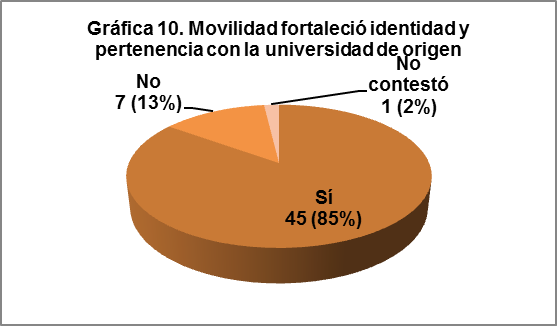 Gráfica 10. Movilidad fortaleció identidad y
pertenencia con la universidad de origen
No
contestó
1 (2%)
No
7 (13%)
Sí
45 (85%)